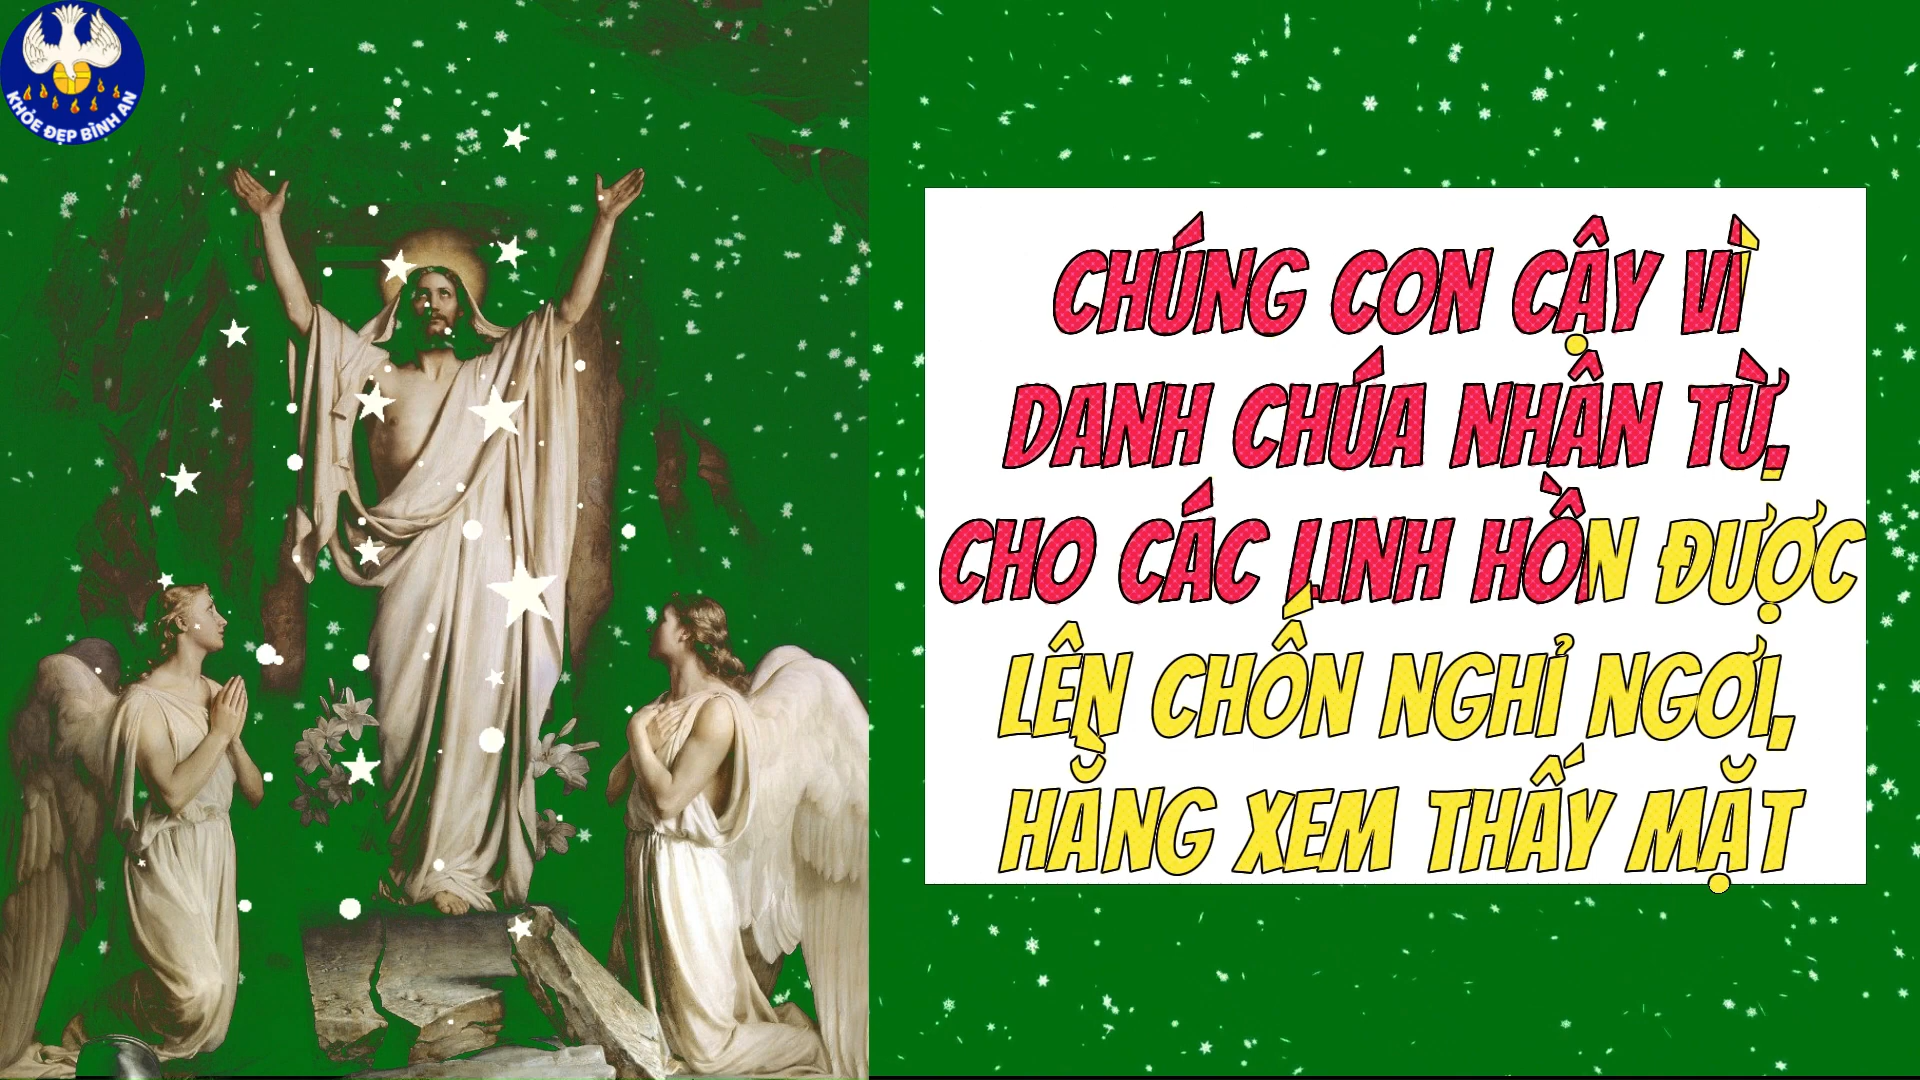 KHỎE ĐẸP BÌNH AN
CHÚNG CON CẬY VÌ
DANH CHÚA NHÂN TỪ,
CHO CÁC LINH HỒN ĐƯỢC
LÊN CHỐN NGHỈ NGƠI,
HẰNG XEM THẤY MẶT